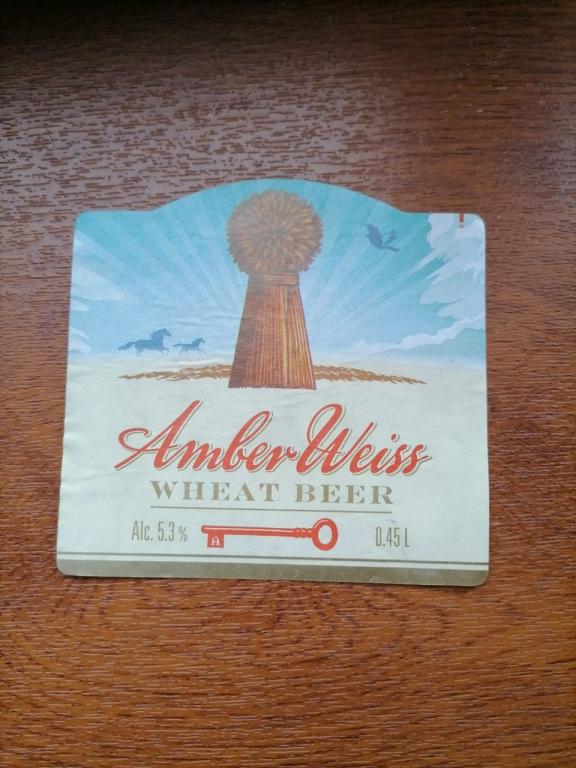 Amber Weiss
WHEAT BEER
Alc. 5.3 % A 0.45 L